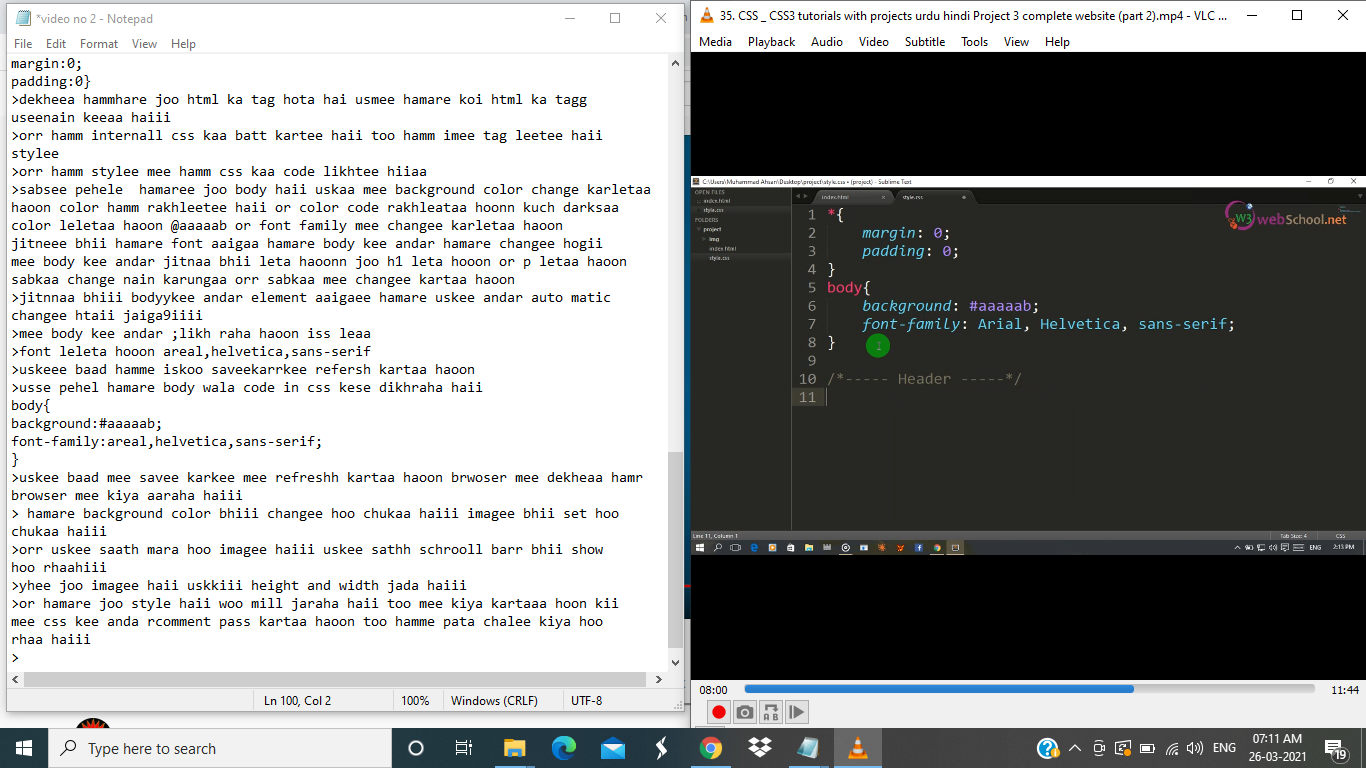 *video no 2 - Notepad
File Edit Format View Help
margin:0;
padding:0}
>dekheea hammhare joo html ka tag hota hai usmee hamare koi html ka tagg
useenain keeaa haiii
>orr hamm internall css kaa batt kartee haii too hamm imee tag leetee haii
stylee
>orr hamm stylee mee hamm css kaa code likhtee hiiaa
>sabsee pehele  hamaree joo body haii uskaa mee background color change karletaa
haoon color hamm rakhleetee haii or color code rakhleataa hoonn kuch darksaa
color leletaa haoon @aaaaab or font family mee changee karletaa haoon
jitneee bhii hamare font aaigaa hamare body kee andar hamare changee hogii
mee body kee andar jitnaa bhii leta haoonn joo h1 leta hooon or p letaa haoon
sabkaa change nain karungaa orr sabkaa mee changee kartaa haoon
>jitnnaa bhiii bodyykee andar element aaigaee hamare uskee andar auto matic
changee htaii jaiga9iiii
>mee body kee andar ;likh raha haoon iss leaa
>font leleta hooon areal,helvetica,sans-serif
>uskeee baad hamme iskoo saveekarrkee refersh kartaa haoon
>usse pehel hamare body wala code in css kese dikhraha haii
body{
background:#aaaaab;
font-family:areal,helvetica,sans-serif;
}
>uskee baad mee savee karkee mee refreshh kartaa haoon brwoser mee dekheaa hamr
browser mee kiya aaraha haiii
> hamare background color bhiii changee hoo chukaa haiii imagee bhii set hoo
chukaa haiii
>orr uskee saath mara hoo imagee haiii uskee sathh schrooll barr bhii show
hoo rhaahiii
>yhee joo imagee haii uskkiii height and width jada haiii
>or hamare joo style haii woo mill jaraha haii too mee kiya kartaaa hoon kii
mee css kee anda rcomment pass kartaa haoon too hamme pata chalee kiya hoo
rhaa haiii
>
Ln 100, Col 2 100% Windows (CRLF) UTF-8
35. CSS _ CSS3 tutorials with projects urdu hindi Project 3 complete website (part 2).mp4 - VLC ...
Media Playback Audio Video Subtitle Tools View Help
C:\Users\Muhammad Ahsan\Desktop\project\style.css • (project) - Sublime Text
OPEN FILES
index.html
style.css
FOLDERS
project
img
index.html
style.css
index.html style.css
W3 webSchool.net
1 *{
2 margin: 0;
3 padding: 0;
4 }
5 body{
6 background: #aaaaab;
7 font-family: Arial, Helvetica, sans-serif;
8 }
9
10 /*----- Header -----*/
11
Line 11, Column 1 Tab Size: 4 CSS
ENG 2:13 PM
08:00 11:44
Type here to search
ENG 07:11 AM
26-03-2021
19